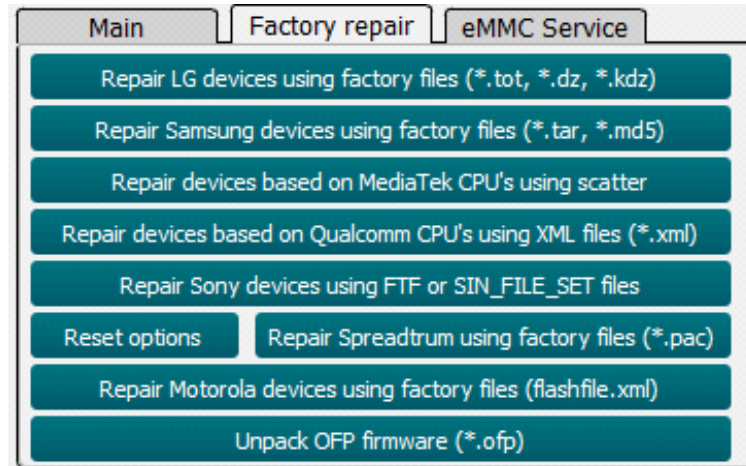 Main Factory repair eMMC Service
Repair LG devices using factory files (*.tot, *.dz, *.kdz)
Repair Samsung devices using factory files (*.tar, *.md5)
Repair devices based on MediaTek CPU's using scatter
Repair devices based on Qualcomm CPU's using XML files (*.xml)
Repair Sony devices using FTF or SIN_FILE_SET files
Reset options Repair Spreadtrum using factory files (*.pac)
Repair Motorola devices using factory files (flashfile.xml)
Unpack OFP firmware (*.ofp)